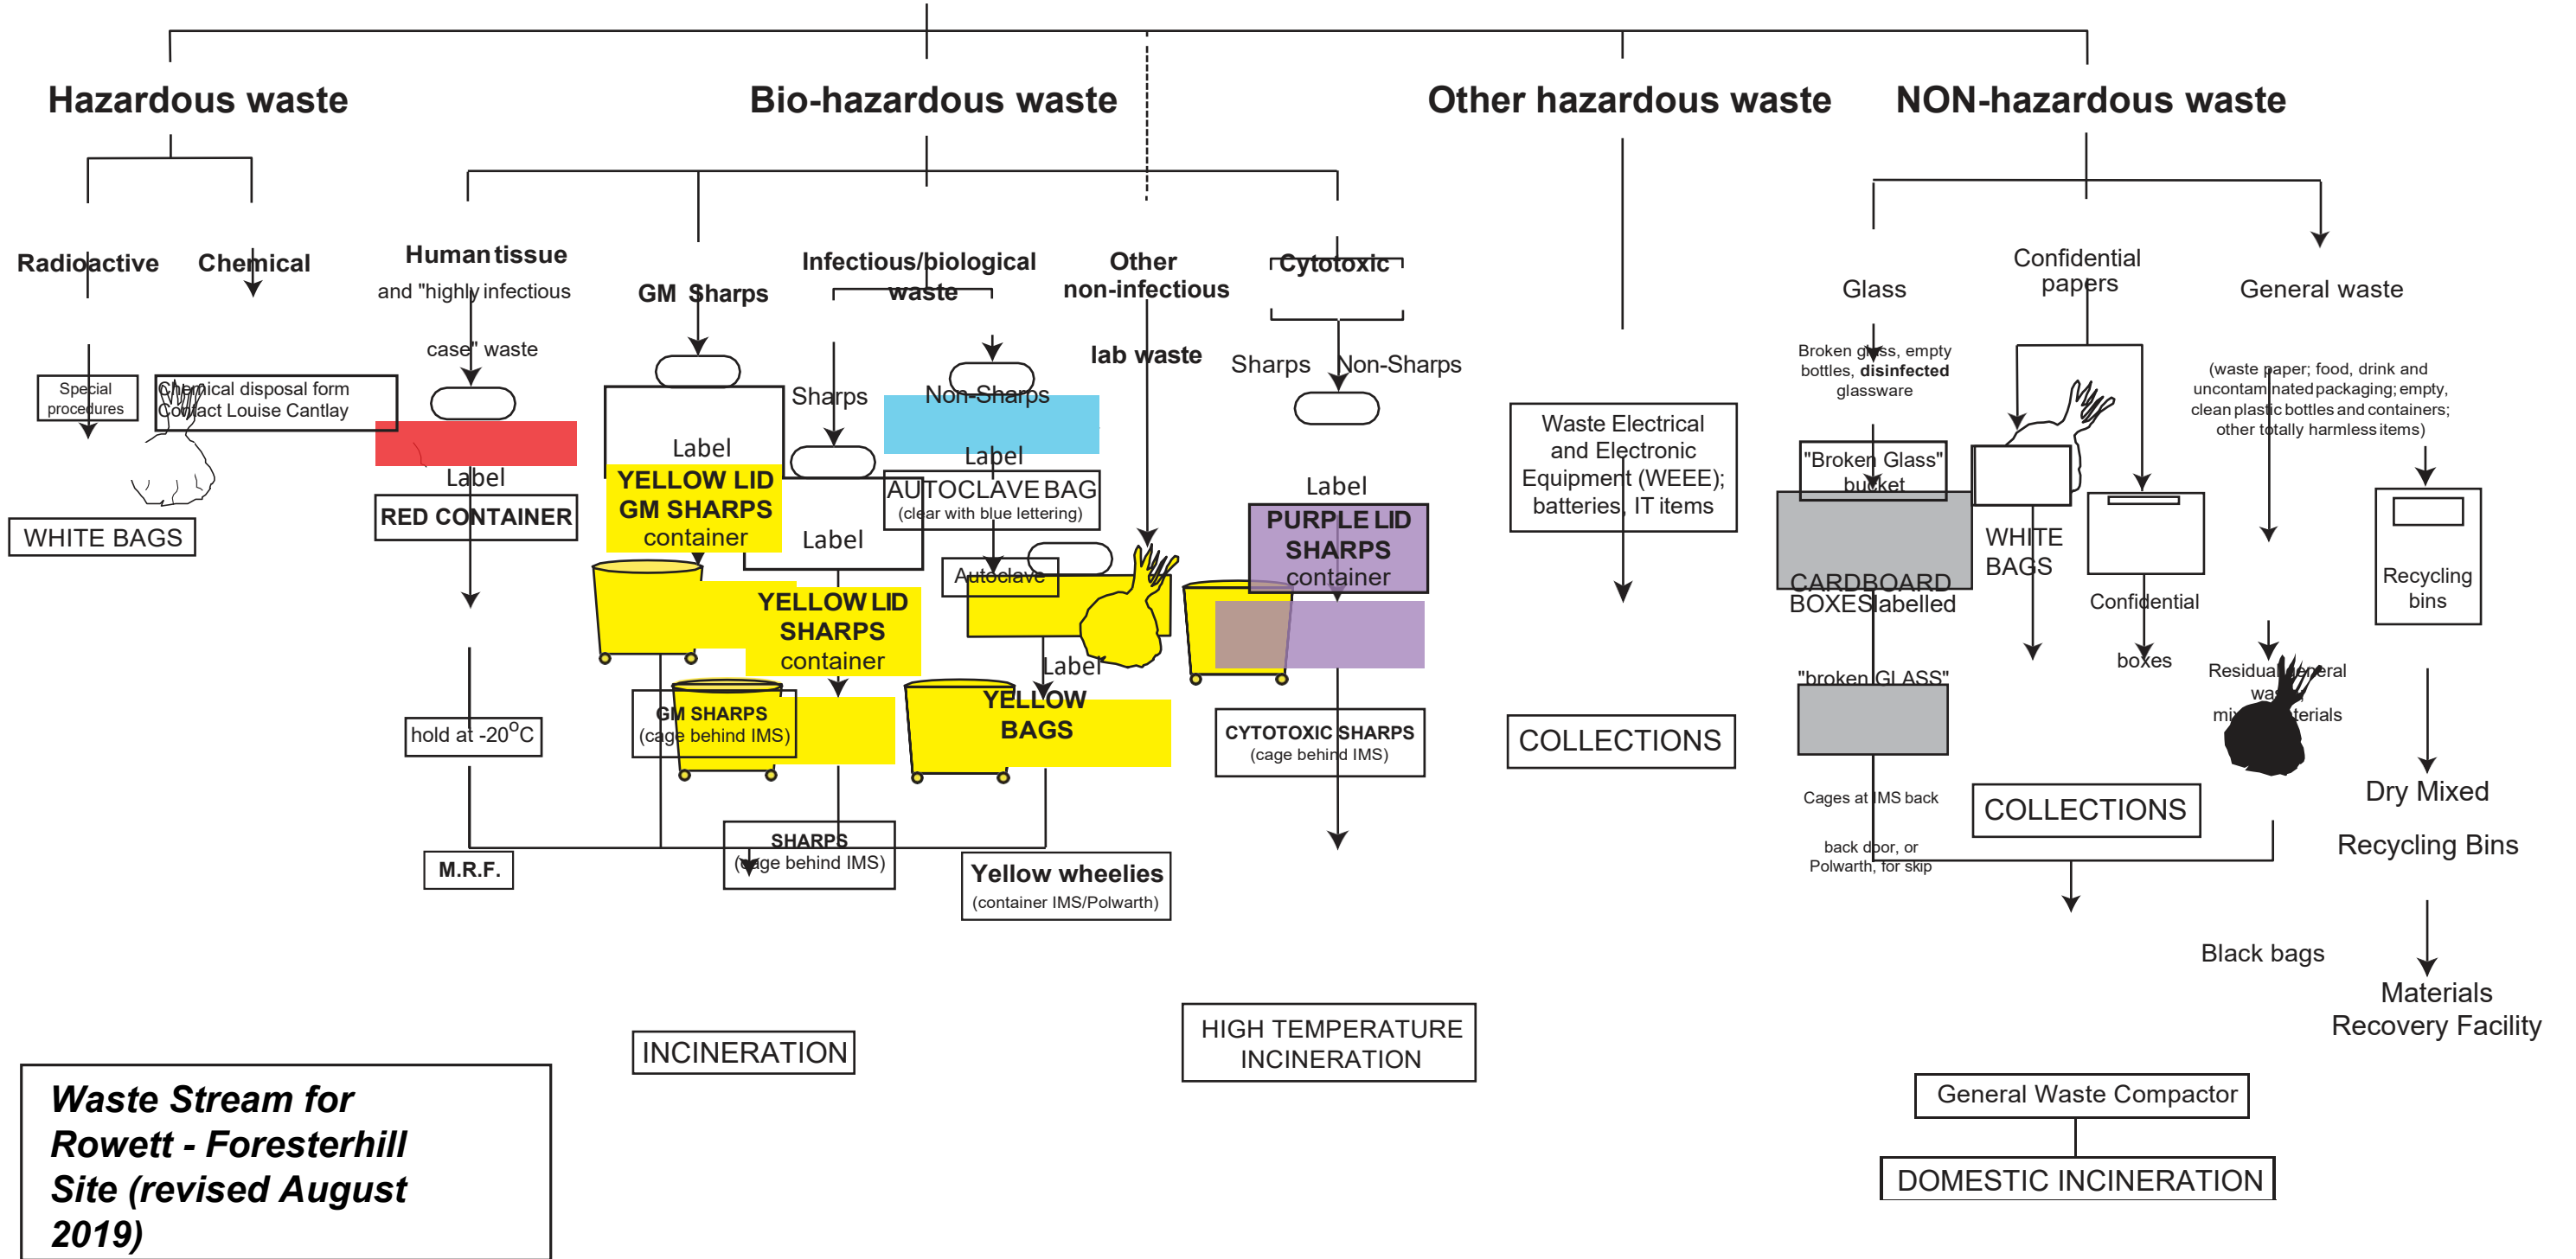 Hazardous waste
Bio-hazardous waste
Other hazardous waste
NON-hazardous waste
Radioactive
Chemical
Human tissue
and "highly infectious
case" waste
GM Sharps
Infectious/biological
waste
Other
non-infectious
lab waste
Cytotoxic
Sharps
Non-Sharps
Glass
Confidential
papers
General waste
Special
procedures
Chemical disposal form
Contact Louise Cantlay
WHITE BAGS
Label
RED CONTAINER
hold at -20°C
M.R.F.
Label
YELLOW LID
GM SHARPS
container
GM SHARPS
(cage behind IMS)
Sharps
Label
YELLOW LID
SHARPS
container
SHARPS
(cage behind IMS)
Non-Sharps
Label
AUTOCLAVE BAG
(clear with blue lettering)
Autoclave
Label
YELLOW
BAGS
Yellow wheelies
(container IMS/Polwarth)
INCINERATION
Label
PURPLE LID
SHARPS
container
CYTOTOXIC SHARPS
(cage behind IMS)
HIGH TEMPERATURE
INCINERATION
Waste Electrical
and Electronic
Equipment (WEEE);
batteries, IT items
COLLECTIONS
Broken glass, empty
bottles, disinfected
glassware
"Broken Glass"
bucket
CARDBOARD
BOXES labelled
"broken GLASS"
Cages at IMS back
back door, or
Polwarth, for skip
WHITE
BAGS
Confidential
boxes
COLLECTIONS
(waste paper; food, drink and
uncontaminated packaging; empty,
clean plastic bottles and containers;
other totally harmless items)
Residual general
waste,
mixed materials
Black bags
Recycling
bins
Dry Mixed
Recycling Bins
Materials
Recovery Facility
General Waste Compactor
DOMESTIC INCINERATION
Waste Stream for
Rowett - Foresterhill
Site (revised August
2019)